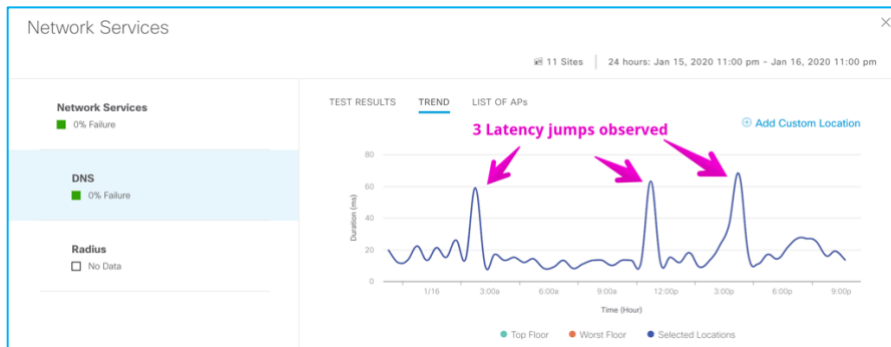 Network Services
11 Sites
24 hours: Jan 15, 2020 11:00 pm - Jan 16, 2020 11:00 pm
Network Services
0% Failure
DNS
0% Failure
Radius
No Data
TEST RESULTS TREND LIST OF APs
3 Latency jumps observed
Add Custom Location
80
60
40
20
0
Duration (ms)
1/16 3:00a 6:00a 9:00a 12:00p 3:00p 6:00p 9:00p
Time (Hour)
Top Floor Worst Floor Selected Locations